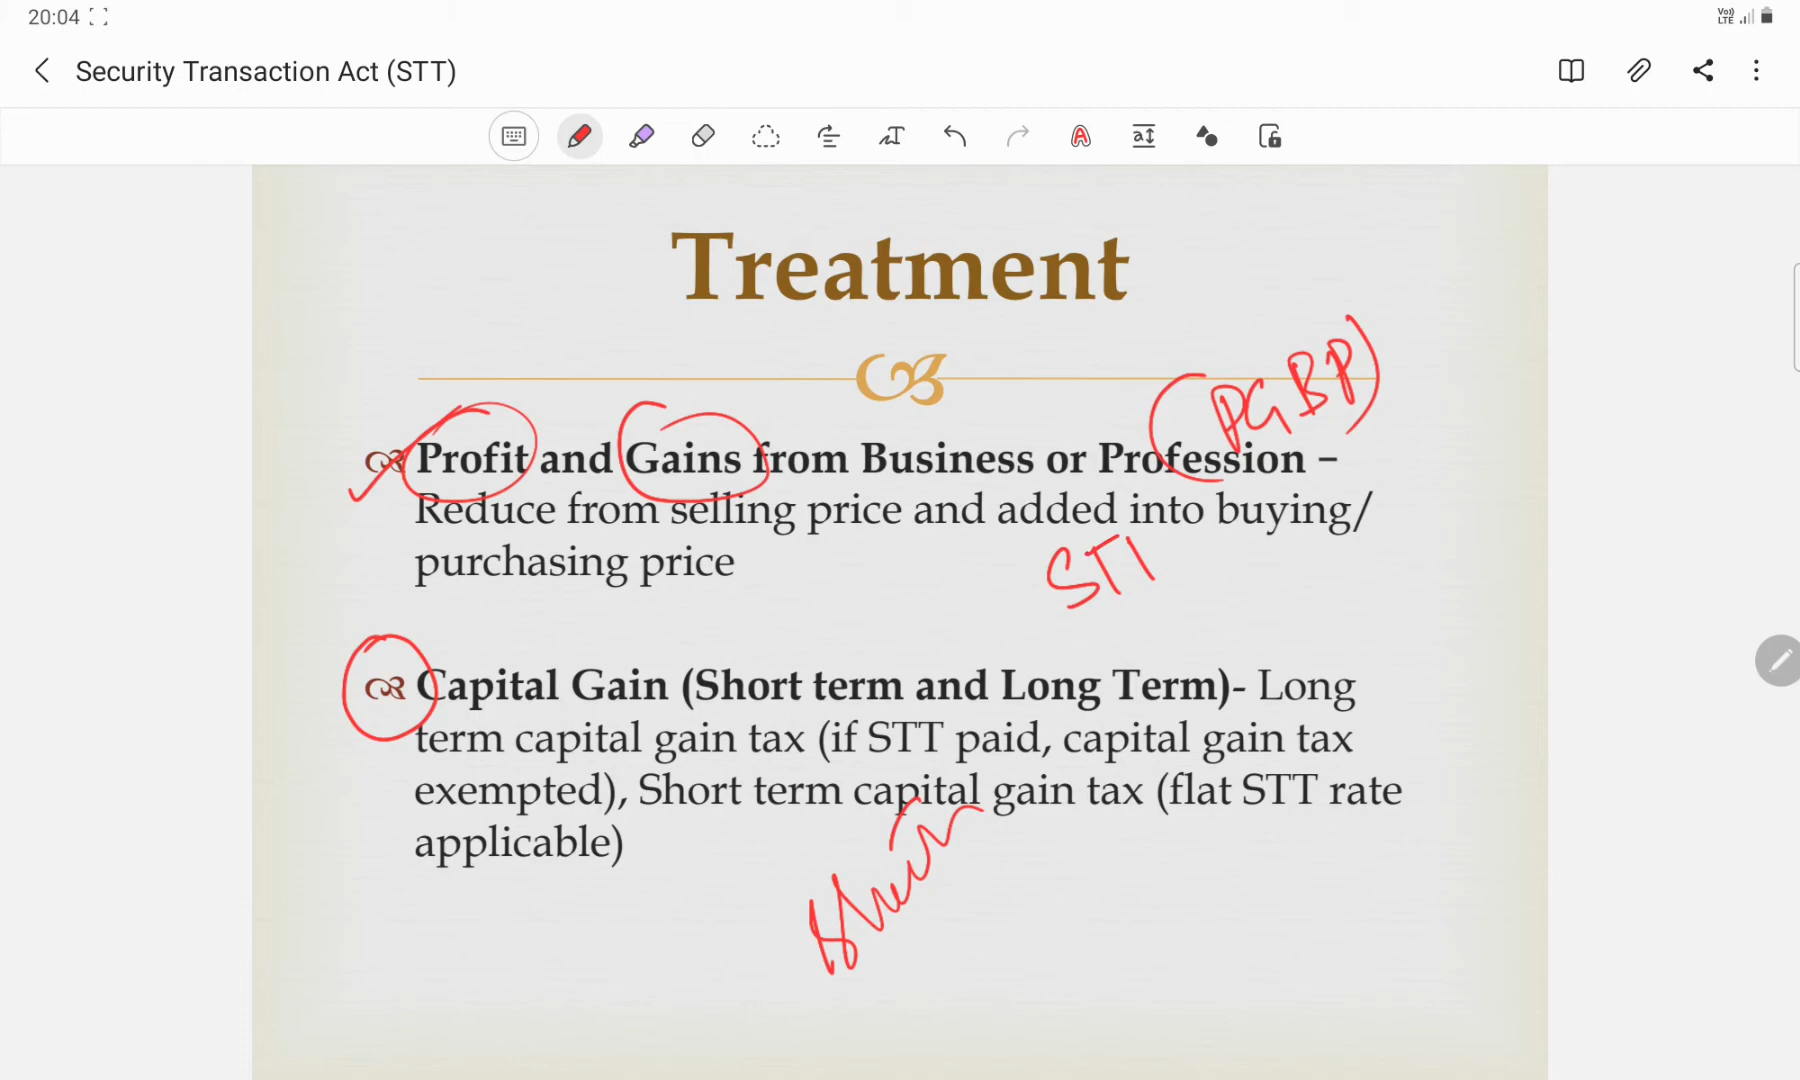 20:04
Vo)) LTE
Security Transaction Act (STT)
Treatment
(PGBP)
Profit and Gains from Business or Profession –
Reduce from selling price and added into buying/
purchasing price
STT
Capital Gain (Short term and Long Term)- Long
term capital gain tax (if STT paid, capital gain tax
exempted), Short term capital gain tax (flat STT rate
applicable)